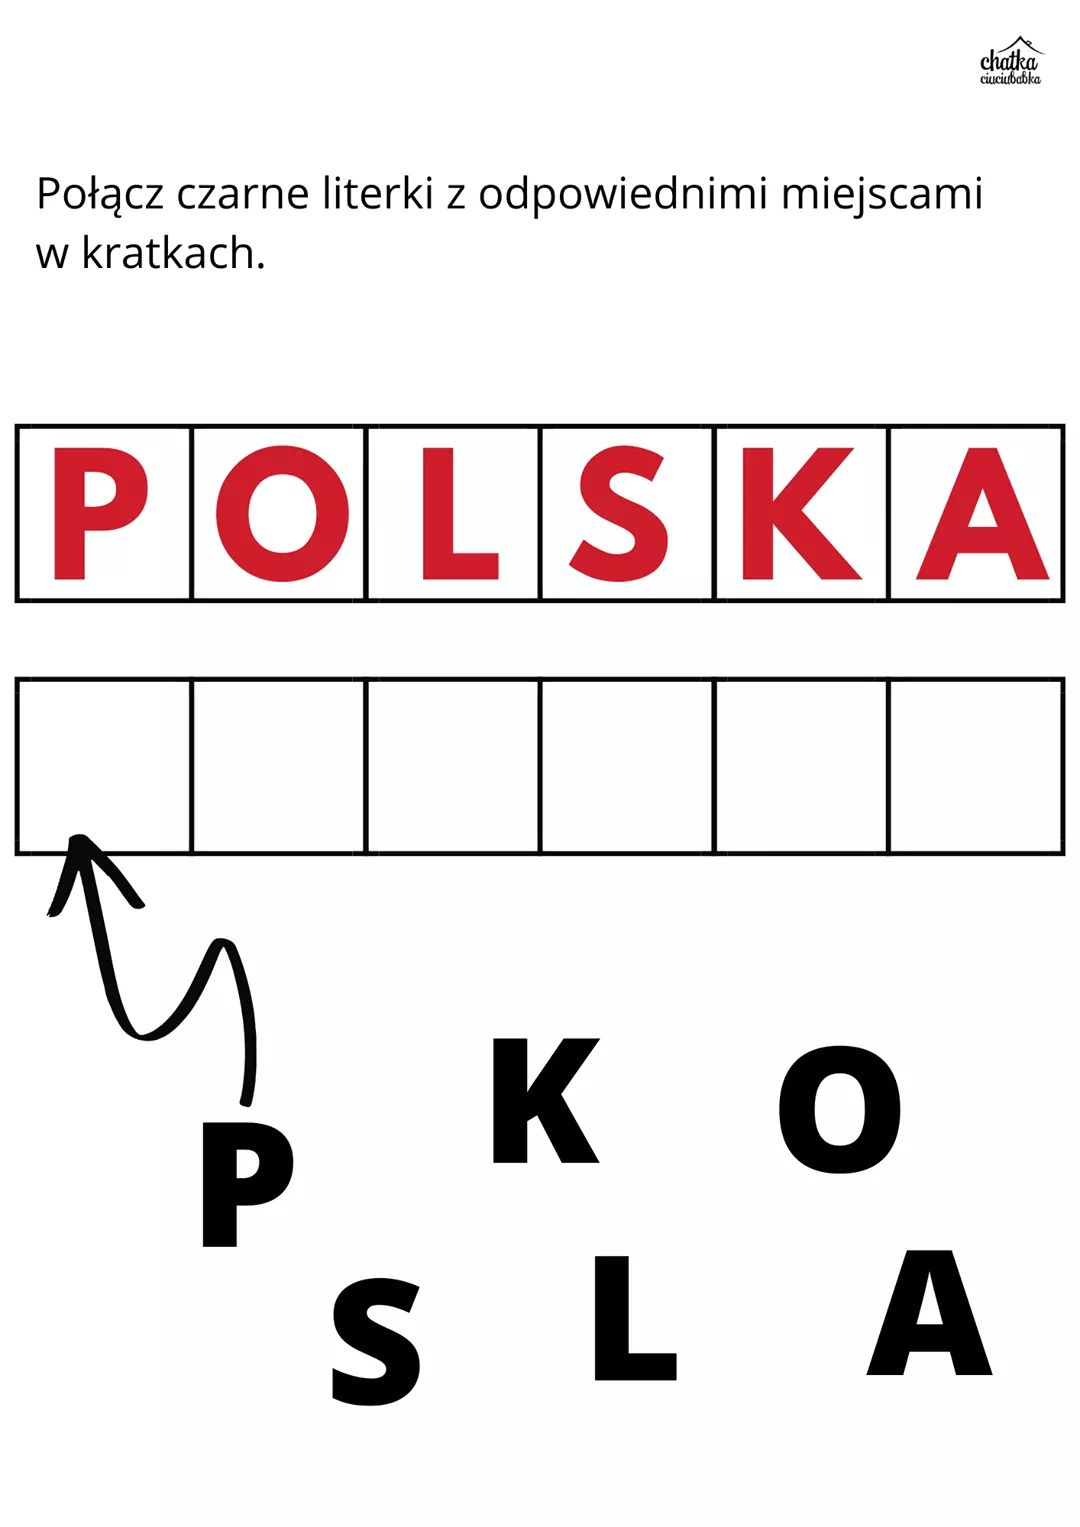 chatka
ciuciubabka
Połącz czarne literki z odpowiednimi miejscami
w kratkach.
POLSKA
K O
P
S L A